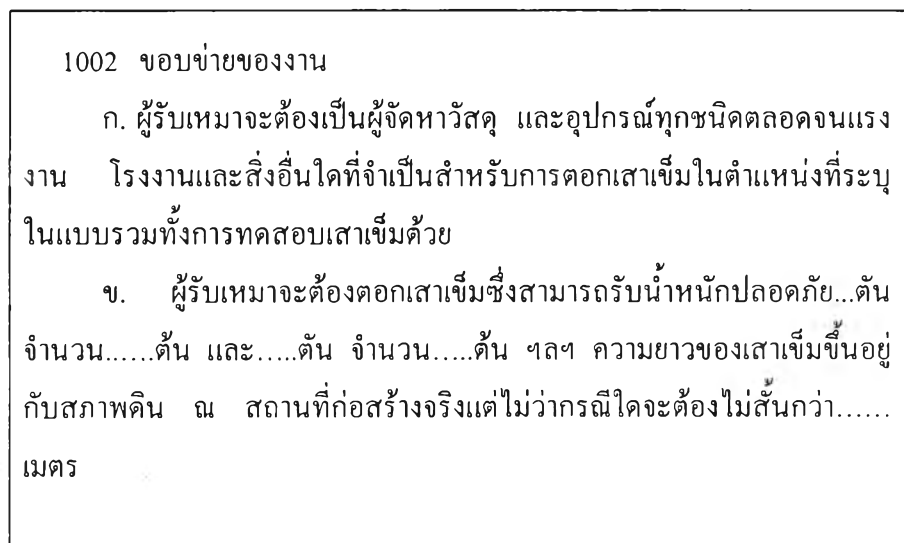 1002 ขอบข่ายของงาน
ก. ผู้รับเหมาจะต้องเป็นผู้จัดหาวัสดุ และอุปกรณ์ทุกชนิดตลอดจนแรง
งาน โรงงานและสิ่งอื่นใดที่จำเป็นสำหรับการตอกเสาเข็มในตำแหน่งที่ระบุ
ในแบบรวมทั้งการทดสอบเสาเข็มด้วย
ข. ผู้รับเหมาจะต้องตอกเสาเข็มซึ่งสามารถรับน้ำหนักปลอดภัย...ตัน
จำนวน......ต้น และ.....ตัน จำนวน.....ต้น ฯลฯ ความยาวของเสาเข็มขึ้นอยู่
กับสภาพดิน ณ สถานที่ก่อสร้างจริงแต่ไม่ว่ากรณีใดจะต้องไม่สั้นกว่า......
เมตร